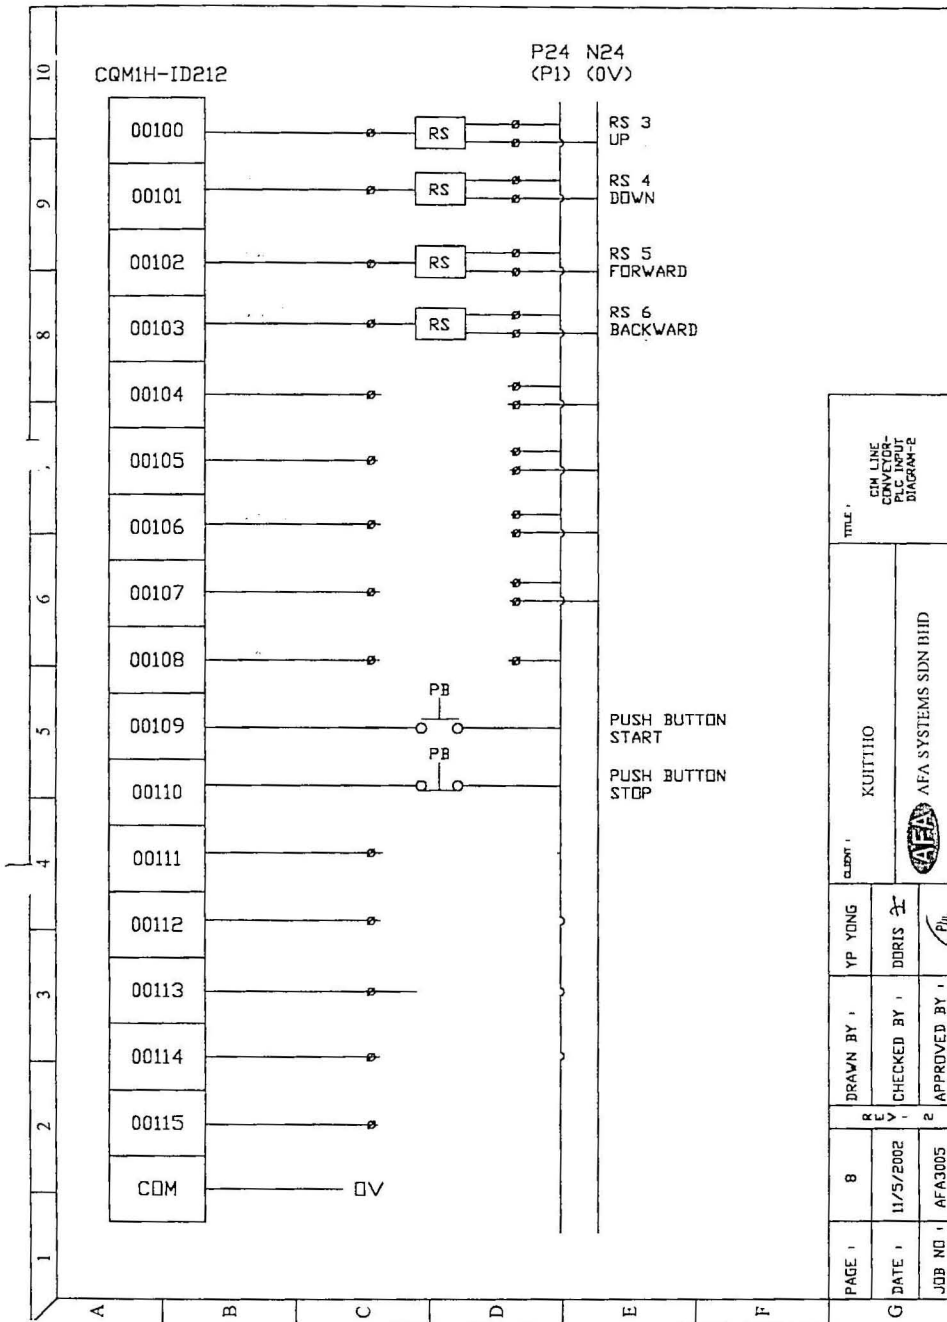 P24 N24
(P1) (0V)
CQM1H-ID212
00100
RS
RS 3
UP
00101
RS
RS 4
DOWN
00102
RS
RS 5
FORWARD
00103
RS
RS 6
BACKWARD
00104
00105
00106
00107
00108
00109
PB
PUSH BUTTON
START
00110
PB
PUSH BUTTON
STOP
00111
00112
00113
00114
00115
COM
0V
10
9
8
6
5
4
3
2
1
A
B
C
D
E
F
G
TITLE :
CIM LINE
CONVEYOR-
PLC INPUT
DIAGRAM-2
CLIENT :
KUITTHO
AFA
AFA SYSTEMS SDN BHD
DRAWN BY :
YP YONG
CHECKED BY :
DORIS
APPROVED BY :
REV : 2
PAGE :
8
DATE :
11/5/2002
JOB NO :
AFA3005